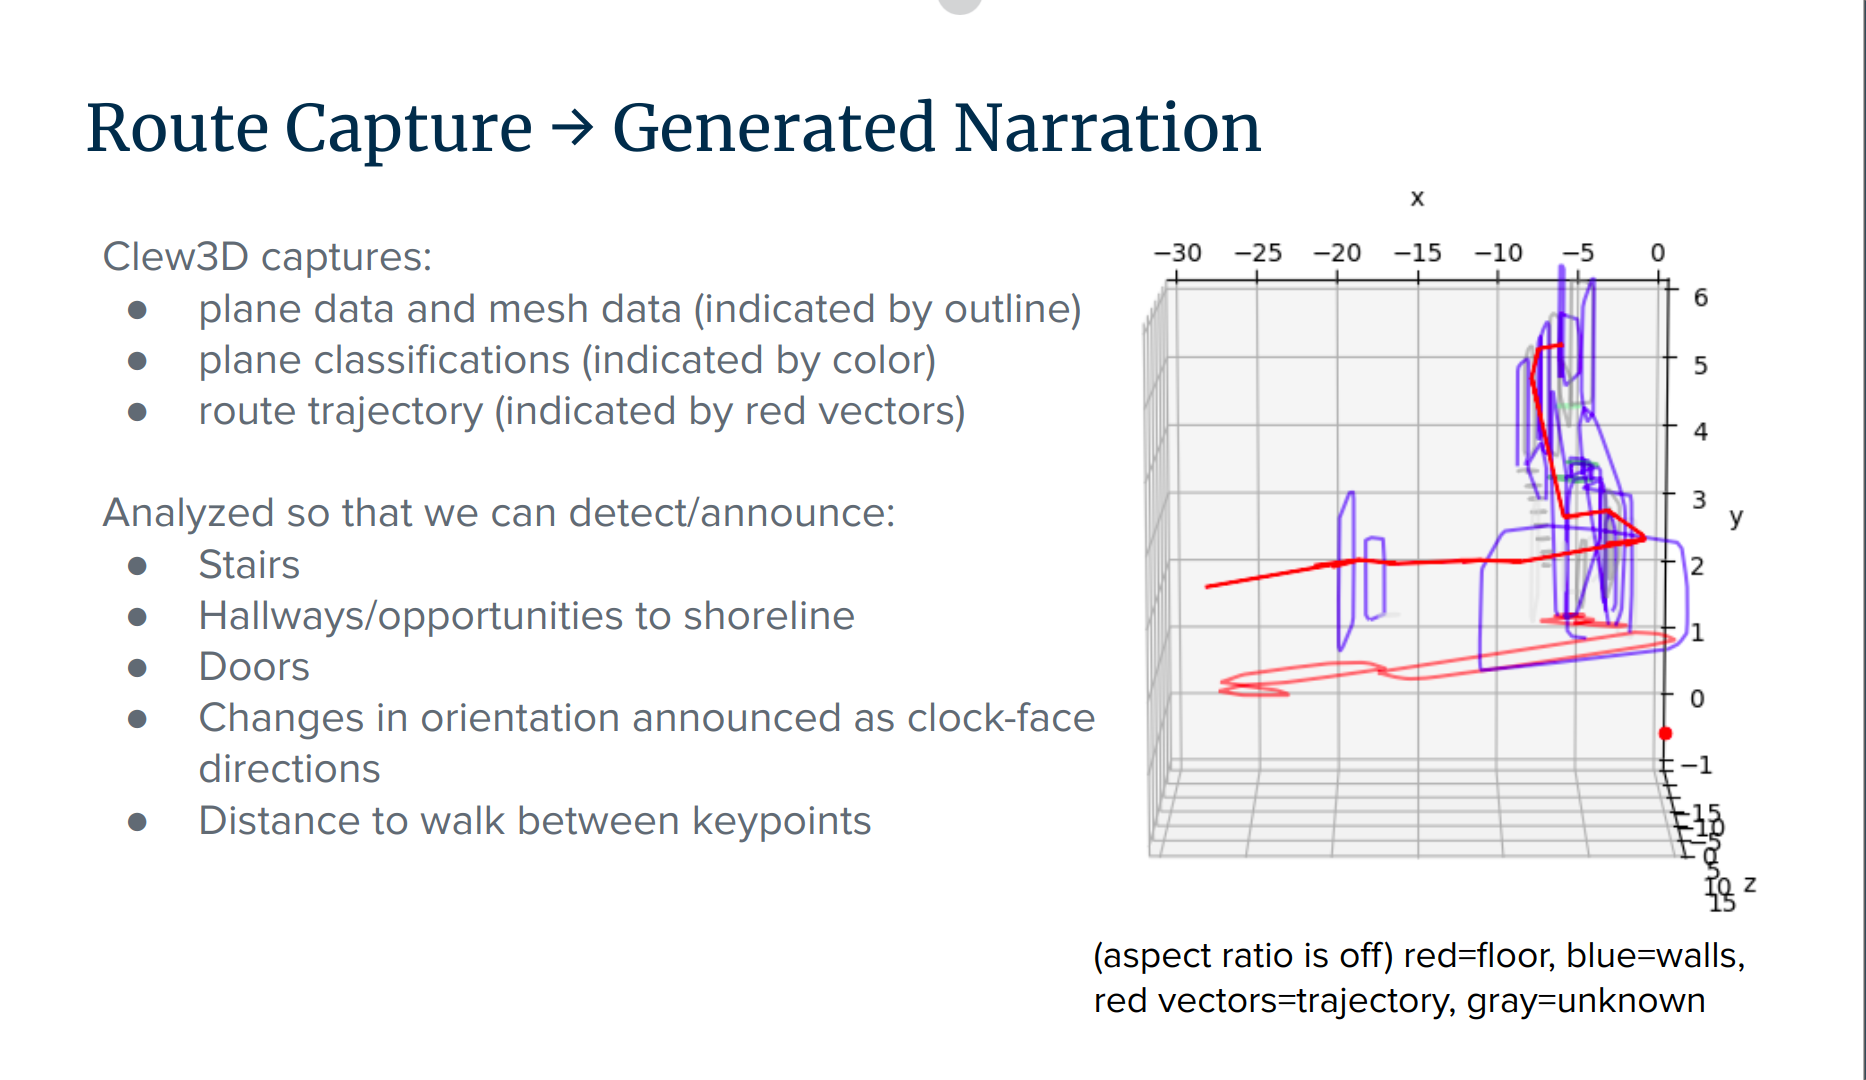 Route Capture → Generated Narration
Clew3D captures:
● plane data and mesh data (indicated by outline)
● plane classifications (indicated by color)
● route trajectory (indicated by red vectors)
Analyzed so that we can detect/announce:
● Stairs
● Hallways/opportunities to shoreline
● Doors
● Changes in orientation announced as clock-face
directions
● Distance to walk between keypoints
x
−30 −25 −20 −15 −10 −5 0
6
5
4
3
y
2
1
0
−1
−15
−10
−5
0
5
10 z
15
(aspect ratio is off) red=floor, blue=walls,
red vectors=trajectory, gray=unknown